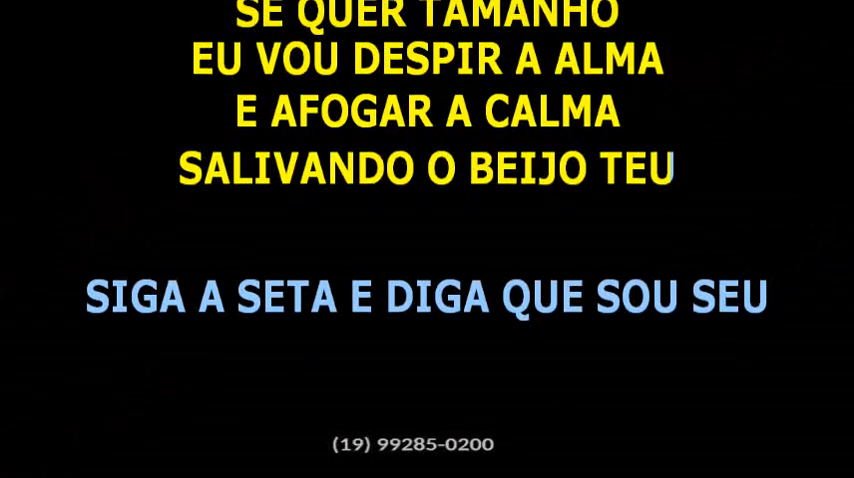 SE QUER TAMANHO
EU VOU DESPIR A ALMA
E AFOGAR A CALMA
SALIVANDO O BEIJO TEU
SIGA A SETA E DIGA QUE SOU SEU
(19) 99285-0200